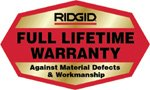 RIDGID
FULL LIFETIME
WARRANTY
Against Material Defects
& Workmanship